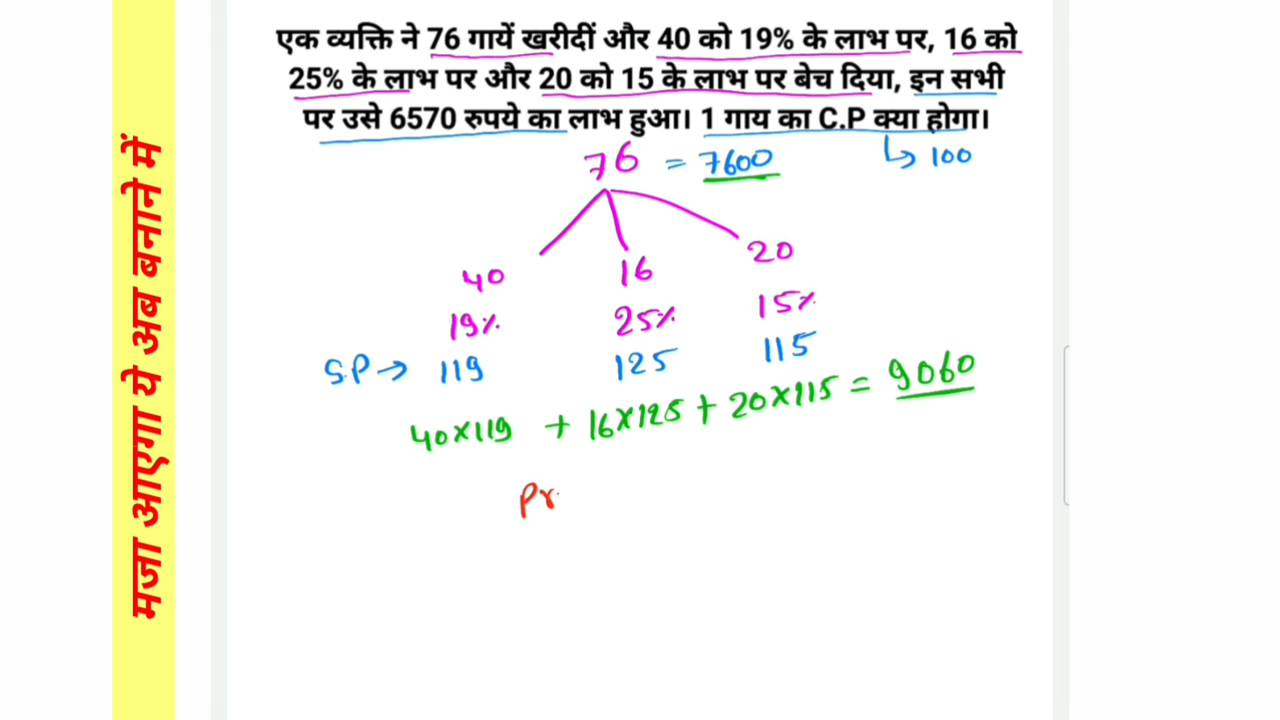 एक व्यक्ति ने 76 गायें खरीदीं और 40 को 19% के लाभ पर, 16 को
25% के लाभ पर और 20 को 15 के लाभ पर बेच दिया, इन सभी
पर उसे 6570 रुपये का लाभ हुआ। 1 गाय का C.P क्या होगा।
76 = 7600
100
40 16 20
19% 25% 15%
S.P → 119 125 115
40×119 + 16×125 + 20×115 = 9060
Pr
मजा आएगा ये अब बनाने में